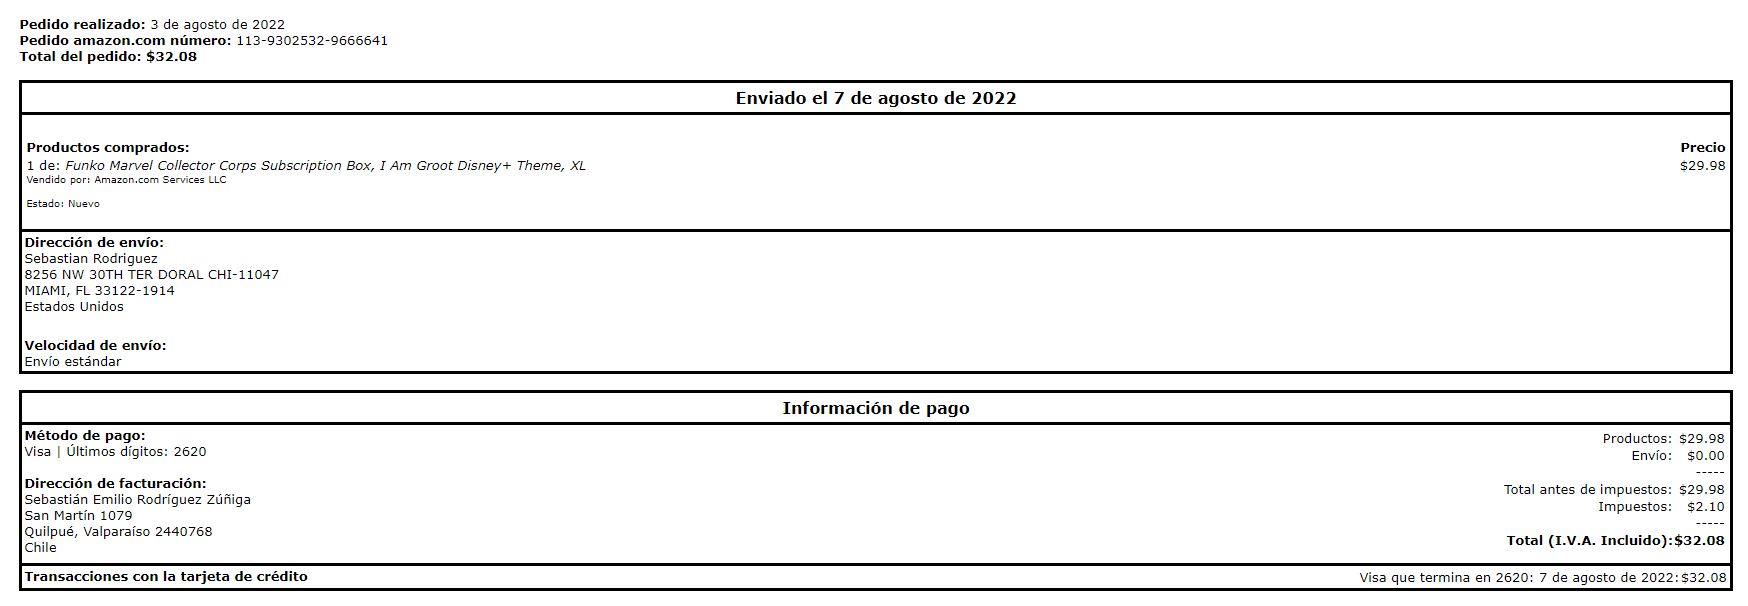 Pedido realizado: 3 de agosto de 2022
Pedido amazon.com número: 113-9302532-9666641
Total del pedido: $32.08
Enviado el 7 de agosto de 2022
Productos comprados: Precio
1 de: Funko Marvel Collector Corps Subscription Box, I Am Groot Disney+ Theme, XL $29.98
Vendido por: Amazon.com Services LLC
Estado: Nuevo
Dirección de envío:
Sebastian Rodriguez
8256 NW 30TH TER DORAL CHI-11047
MIAMI, FL 33122-1914
Estados Unidos
Velocidad de envío:
Envío estándar
Información de pago
Método de pago:
Visa | Últimos dígitos: 2620
Dirección de facturación:
Sebastián Emilio Rodríguez Zúñiga
San Martín 1079
Quilpué, Valparaíso 2440768
Chile
Productos: $29.98
Envío: $0.00
-----
Total antes de impuestos: $29.98
Impuestos: $2.10
-----
Total (I.V.A. Incluido): $32.08
Transacciones con la tarjeta de crédito Visa que termina en 2620: 7 de agosto de 2022: $32.08